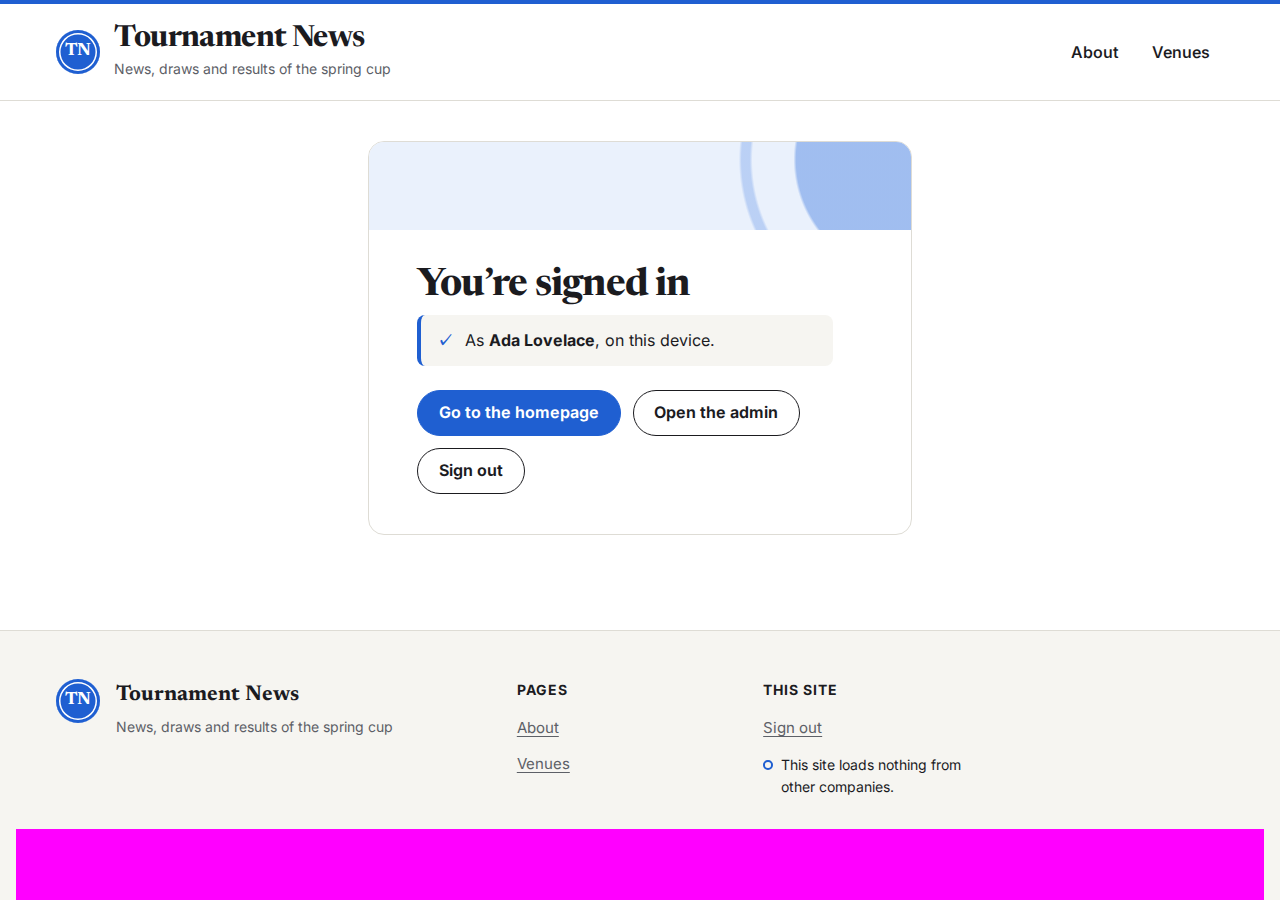 TN
Tournament News
News, draws and results of the spring cup
About
Venues
You’re signed in
✓ As Ada Lovelace, on this device.
Go to the homepage
Open the admin
Sign out
TN
Tournament News
News, draws and results of the spring cup
PAGES
About
Venues
THIS SITE
Sign out
This site loads nothing from
other companies.